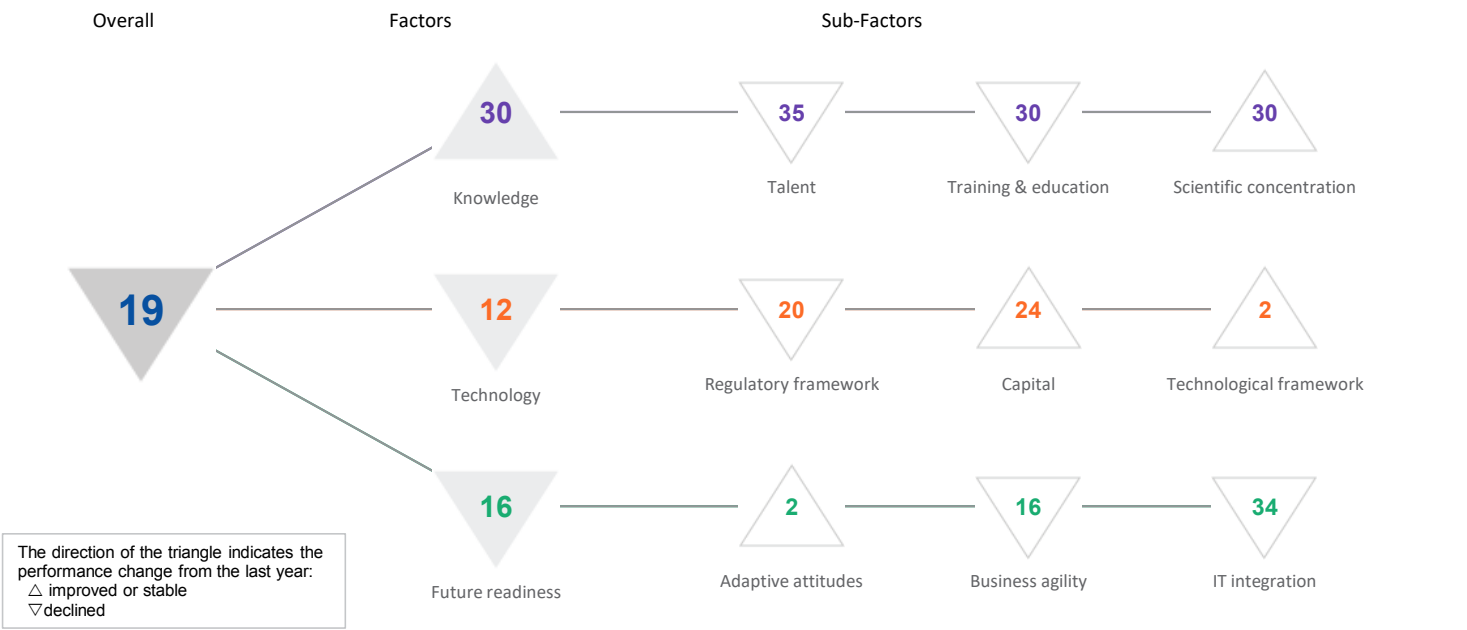 Overall
Factors
Sub-Factors
30
35
30
30
Knowledge
Talent
Training & education
Scientific concentration
19
12
20
24
2
Technology
Regulatory framework
Capital
Technological framework
16
2
16
34
Future readiness
Adaptive attitudes
Business agility
IT integration
The direction of the triangle indicates the
performance change from the last year:
△ improved or stable
▽declined